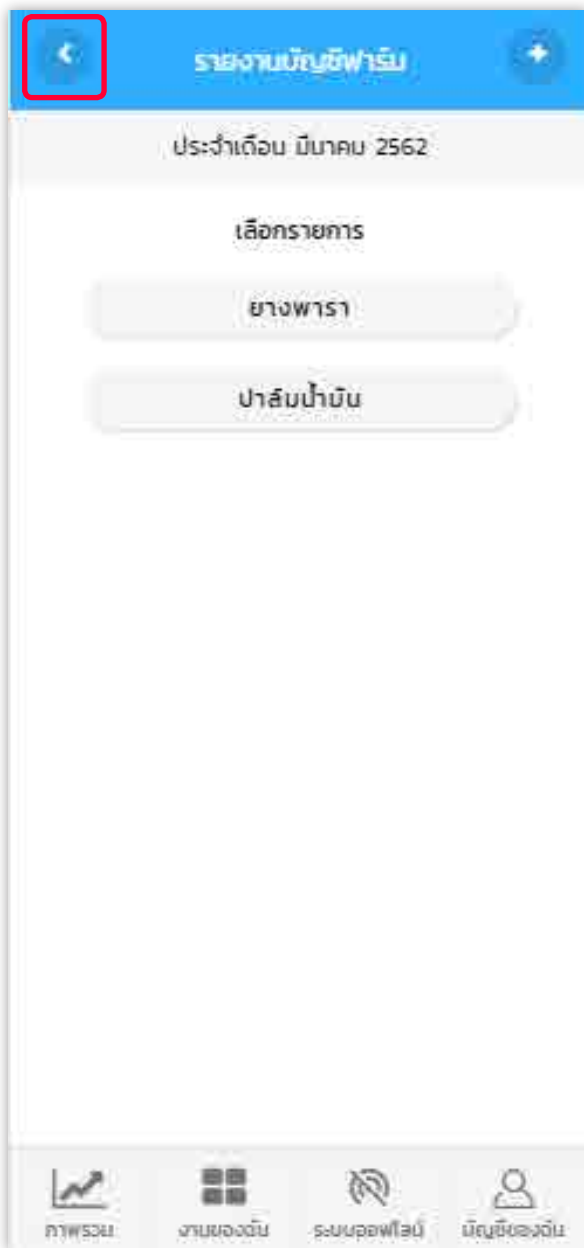 รายงานบัญชีฟาร์ม
ประจำเดือน มีนาคม 2562
เลือกรายการ
ยางพารา
ปาล์มน้ำมัน
ภาพรวม
งานของฉัน
ระบบออฟไลน์
บัญชีของฉัน